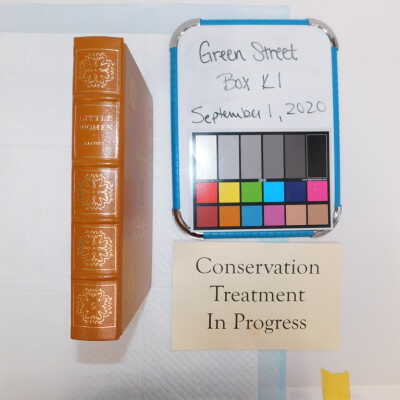 LITTLE
WOMEN
ALCOTT
Green Street
Box K1
September 1, 2020
Conservation
Treatment
In Progress